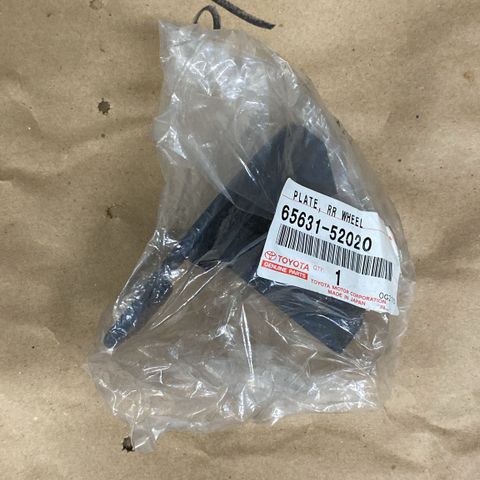 PLATE, RR WHEEL
65631-52020
TOYOTA QTY. 1
GENUINE PARTS
TOYOTA MOTOR CORPORATION
MADE IN JAPAN